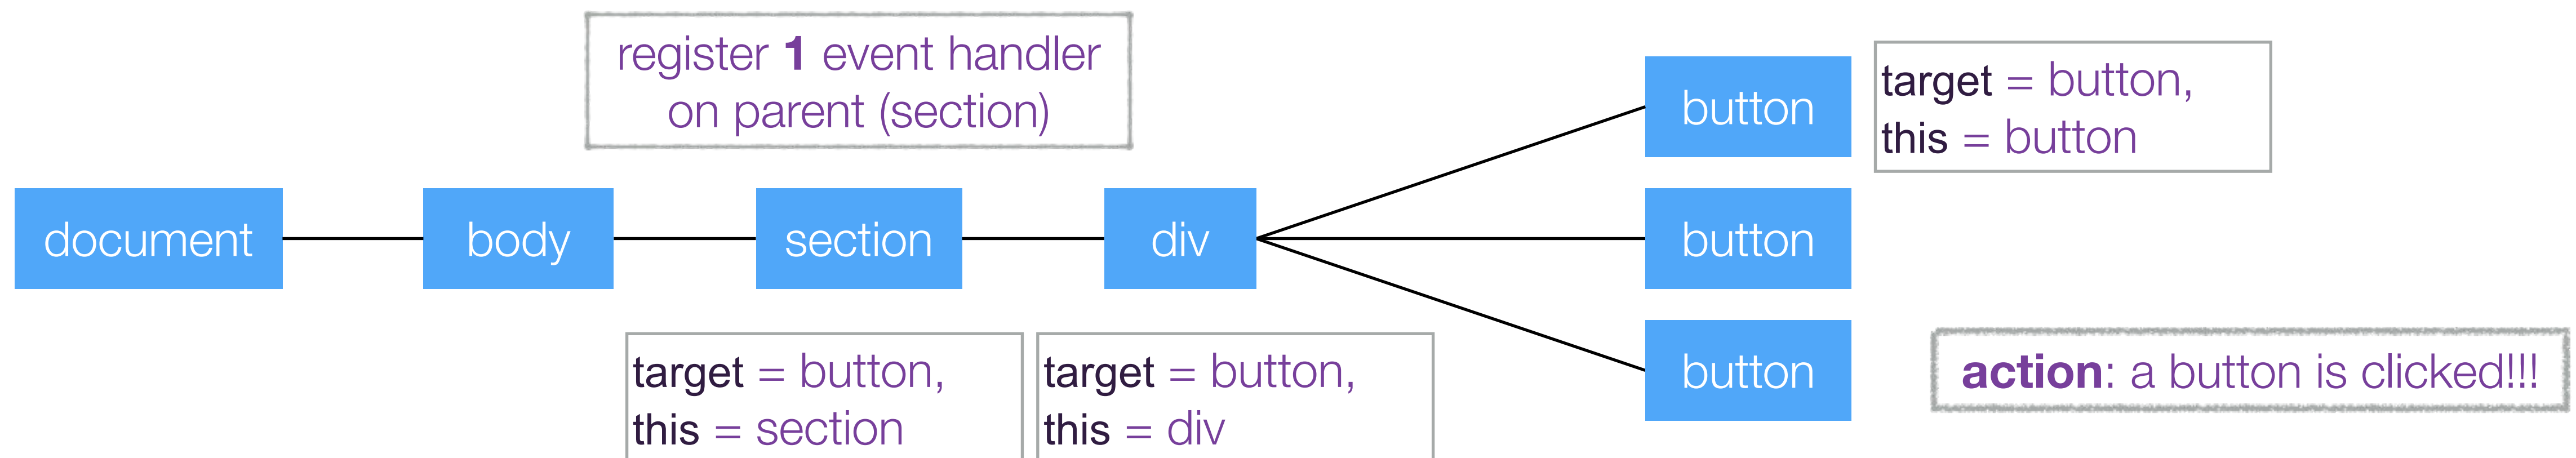 register 1 event handler
on parent (section)
button
target = button,
this = button
document
body
section
div
button
target = button,
this = section
target = button,
this = div
button
action: a button is clicked!!!